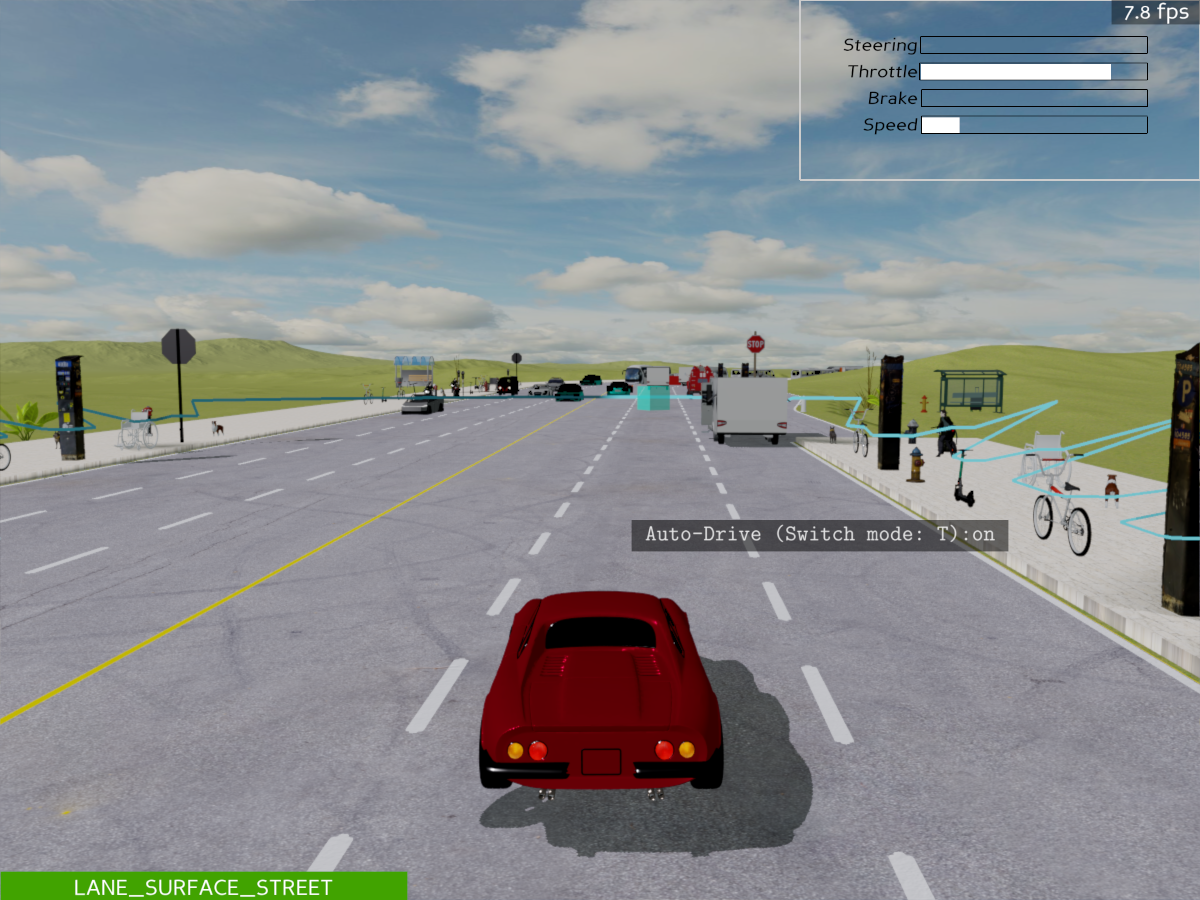 7.8 fps
Steering
Throttle
Brake
Speed
STOP
P
Auto-Drive (Switch mode: T):on
LANE_SURFACE_STREET